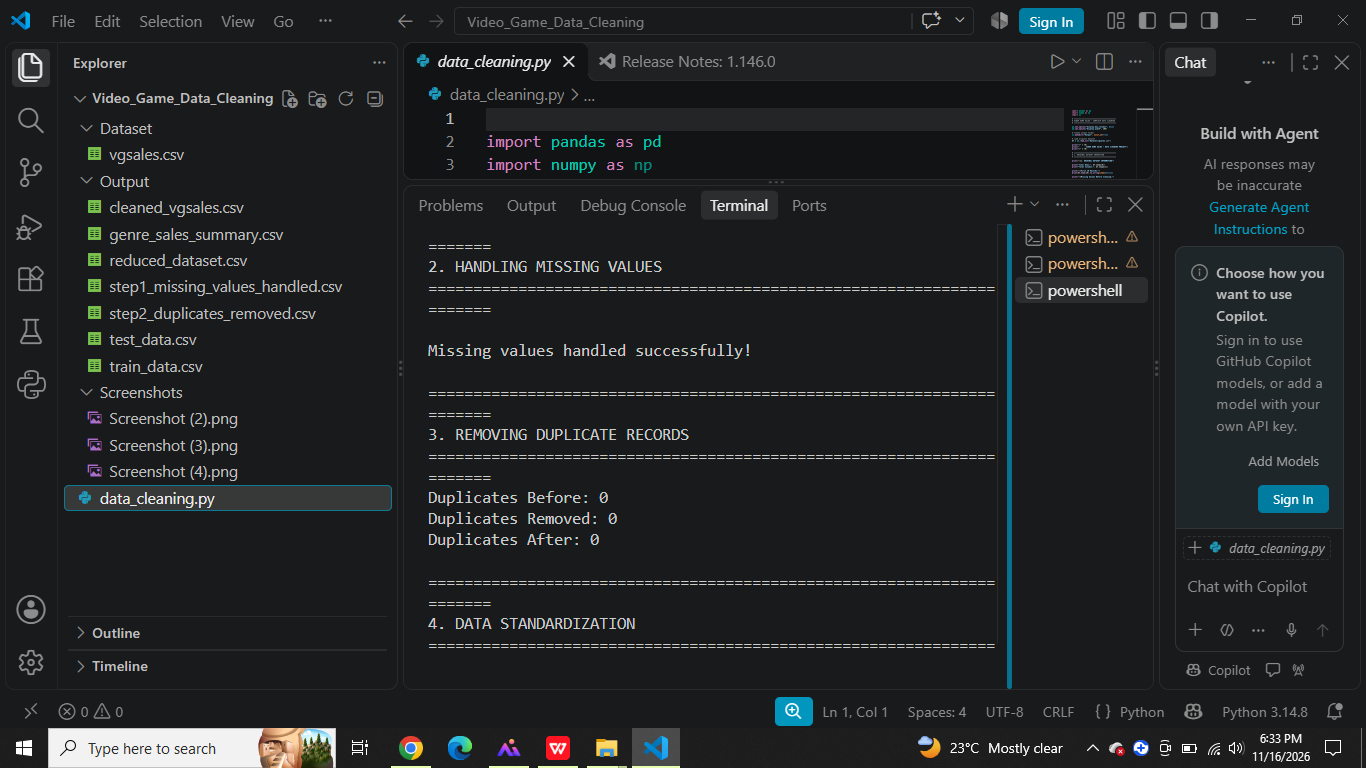 File Edit Selection View Go ··· Video_Game_Data_Cleaning Sign In
Explorer
Video_Game_Data_Cleaning
Dataset
vgsales.csv
Output
cleaned_vgsales.csv
genre_sales_summary.csv
reduced_dataset.csv
step1_missing_values_handled.csv
step2_duplicates_removed.csv
test_data.csv
train_data.csv
Screenshots
Screenshot (2).png
Screenshot (3).png
Screenshot (4).png
data_cleaning.py
Outline
Timeline
data_cleaning.py Release Notes: 1.146.0
data_cleaning.py > ...
1
2 import pandas as pd
3 import numpy as np
Problems Output Debug Console Terminal Ports
=======
2. HANDLING MISSING VALUES
===============================================================
=======
Missing values handled successfully!
===============================================================
=======
3. REMOVING DUPLICATE RECORDS
===============================================================
=======
Duplicates Before: 0
Duplicates Removed: 0
Duplicates After: 0
===============================================================
=======
4. DATA STANDARDIZATION
===============================================================
powersh...
powersh...
powershell
Chat
Build with Agent
AI responses may
be inaccurate
Generate Agent
Instructions to
Choose how you
want to use
Copilot.
Sign in to use
GitHub Copilot
models, or add a
model with your
own API key.
Add Models
Sign In
data_cleaning.py
Chat with Copilot
Copilot
0 0 Ln 1, Col 1 Spaces: 4 UTF-8 CRLF {} Python Python 3.14.8
Type here to search 23°C Mostly clear 6:33 PM
11/16/2026